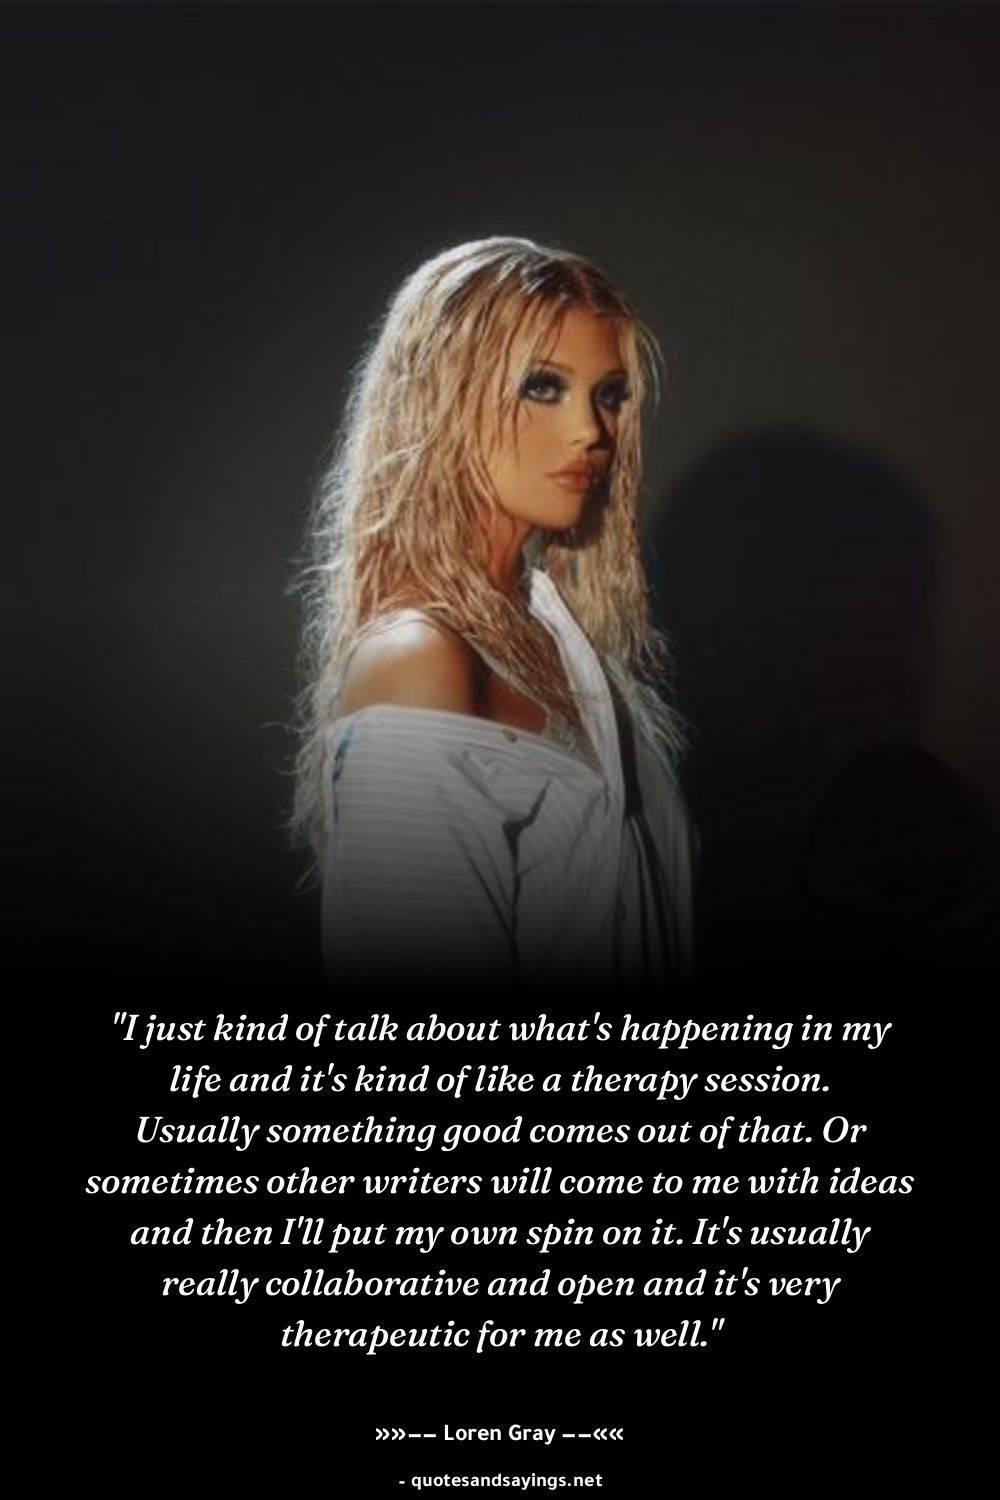 "I just kind of talk about what's happening in my
life and it's kind of like a therapy session.
Usually something good comes out of that. Or
sometimes other writers will come to me with ideas
and then I'll put my own spin on it. It's usually
really collaborative and open and it's very
therapeutic for me as well."
»»−− Loren Gray −−««
- quotesandsayings.net